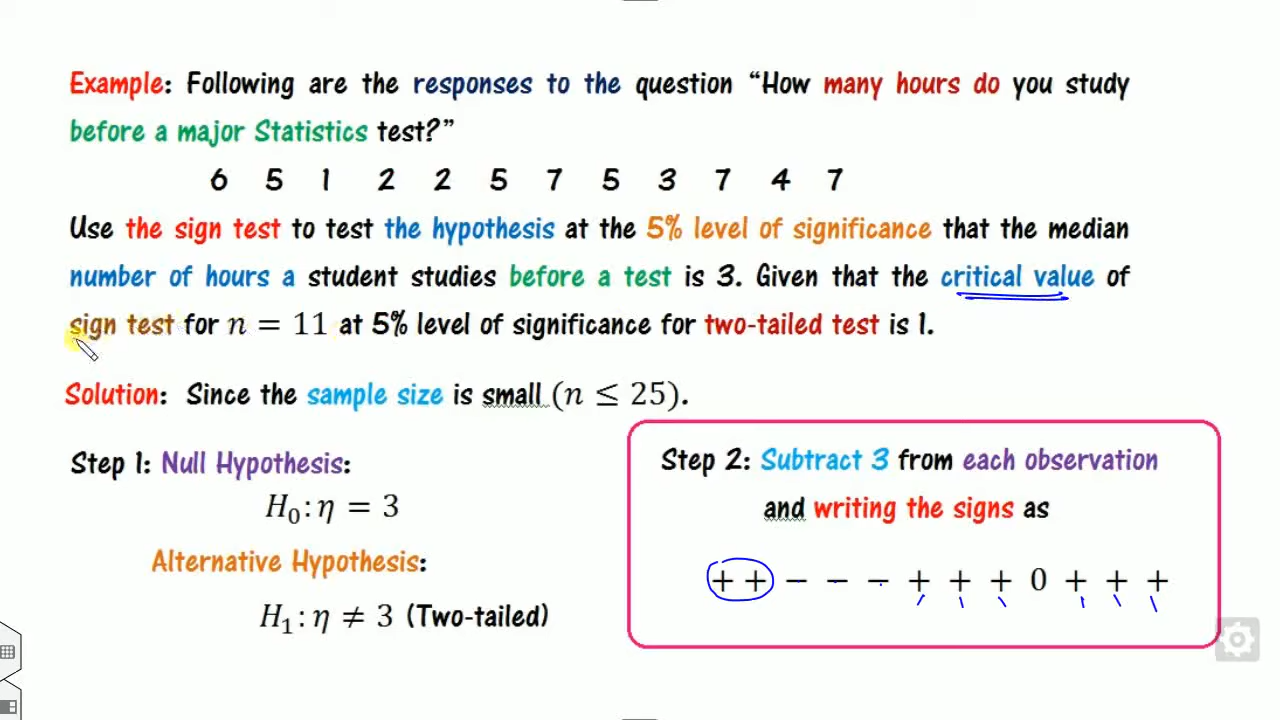 Example: Following are the responses to the question “How many hours do you study
before a major Statistics test?”
6 5 1 2 2 5 7 5 3 7 4 7
Use the sign test to test the hypothesis at the 5% level of significance that the median
number of hours a student studies before a test is 3. Given that the critical value of
sign test for n = 11 at 5% level of significance for two-tailed test is 1.
Solution: Since the sample size is small (n ≤ 25).
Step 1: Null Hypothesis:
H₀: η = 3
Alternative Hypothesis:
H₁: η ≠ 3 (Two-tailed)
Step 2: Subtract 3 from each observation
and writing the signs as
+ + − − − + + + 0 + + +